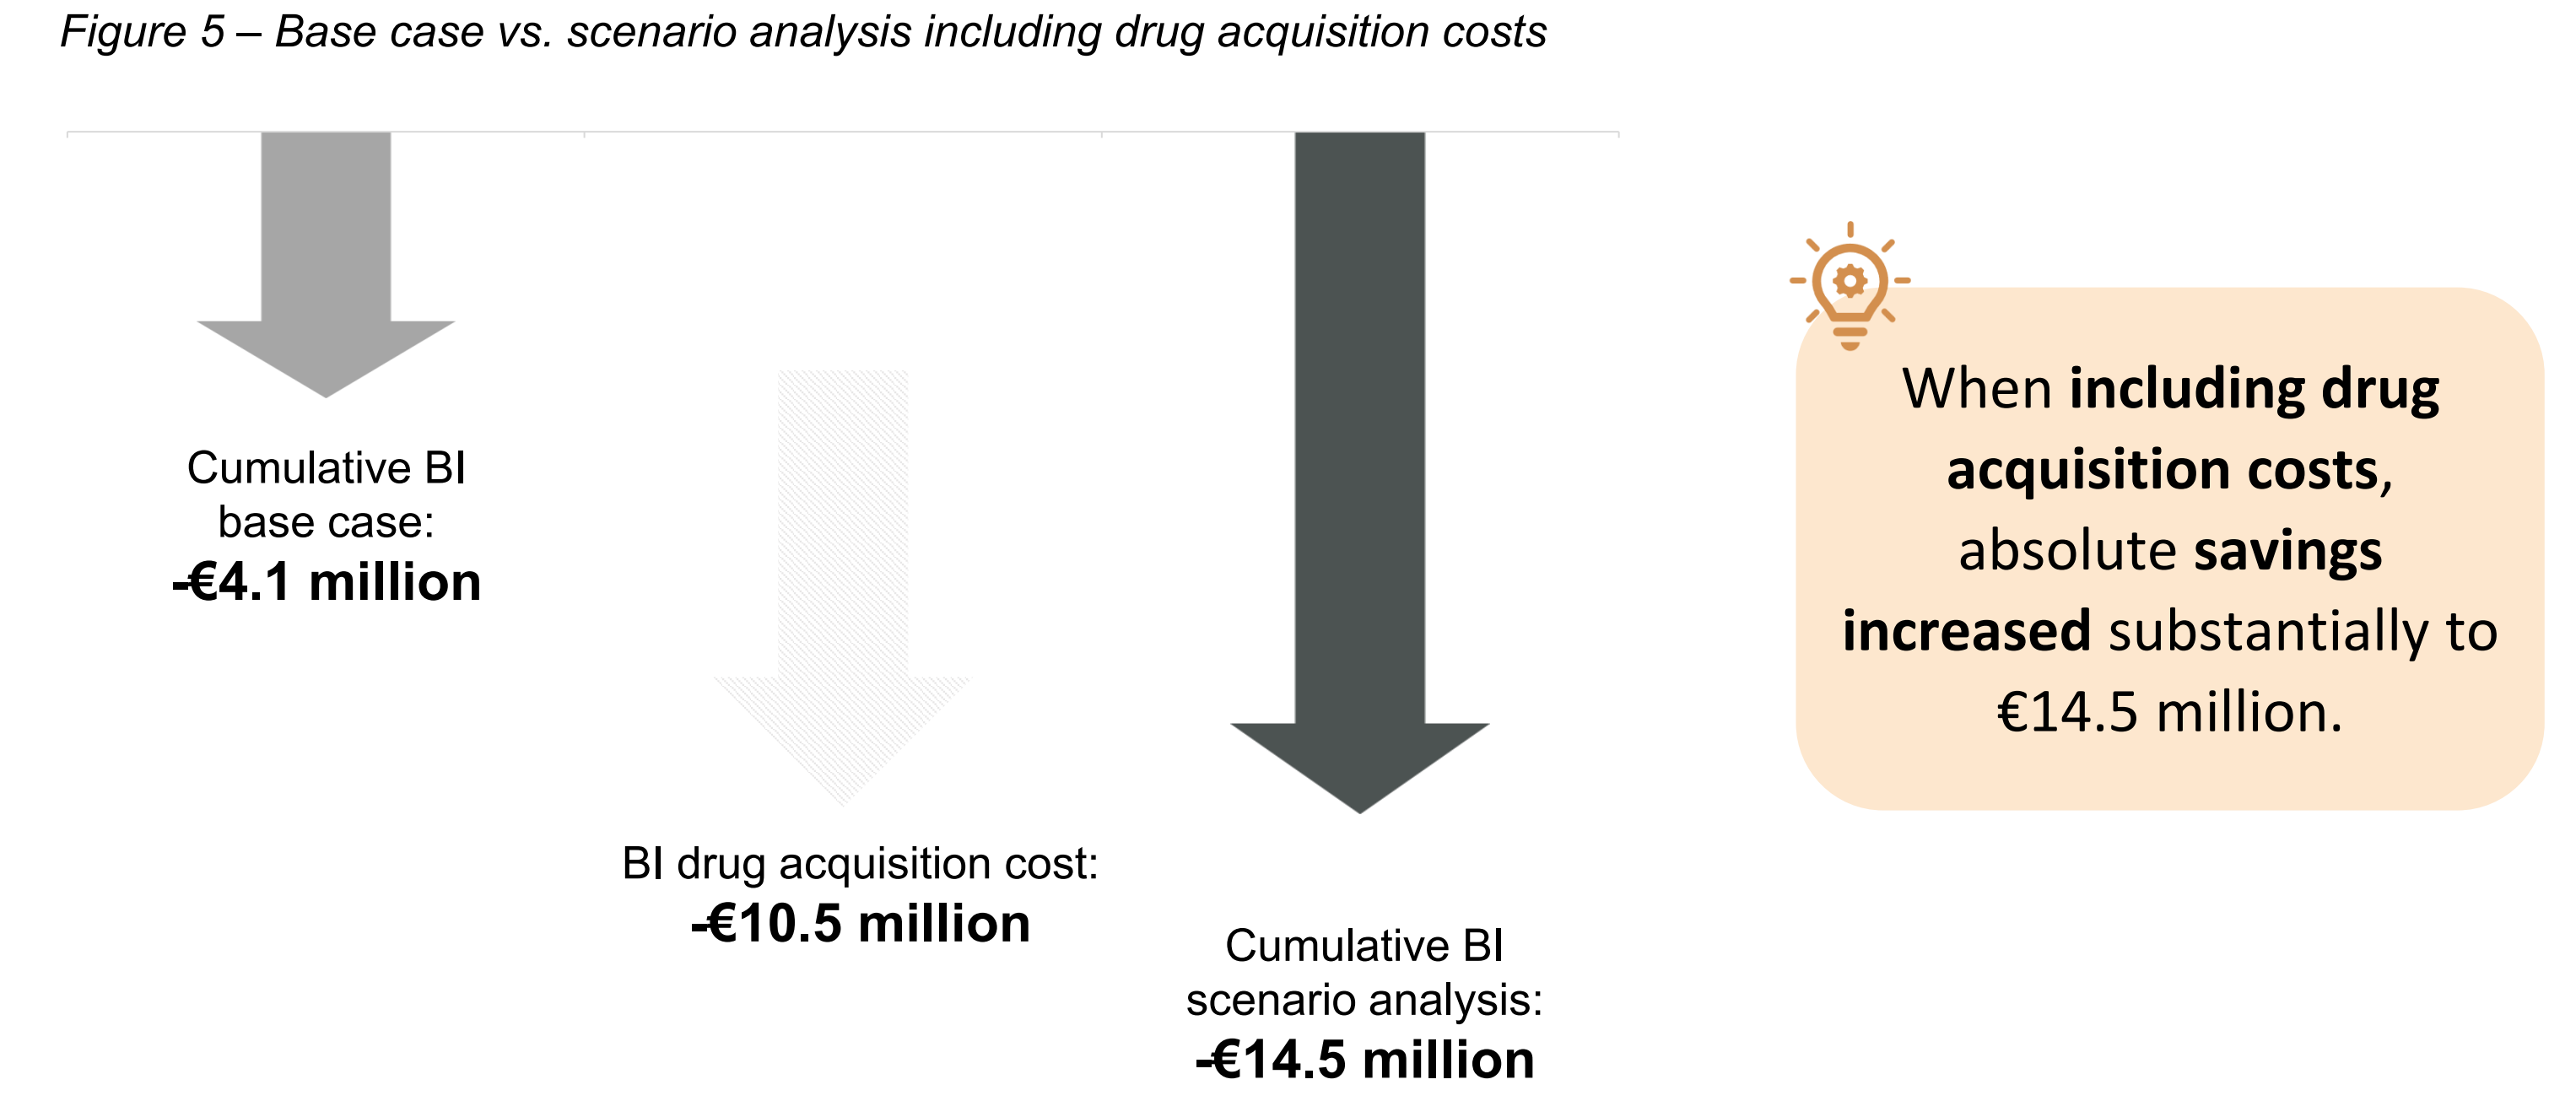 Figure 5 – Base case vs. scenario analysis including drug acquisition costs
Cumulative BI
base case:
-€4.1 million
BI drug acquisition cost:
-€10.5 million
Cumulative BI
scenario analysis:
-€14.5 million
When including drug
acquisition costs,
absolute savings
increased substantially to
€14.5 million.